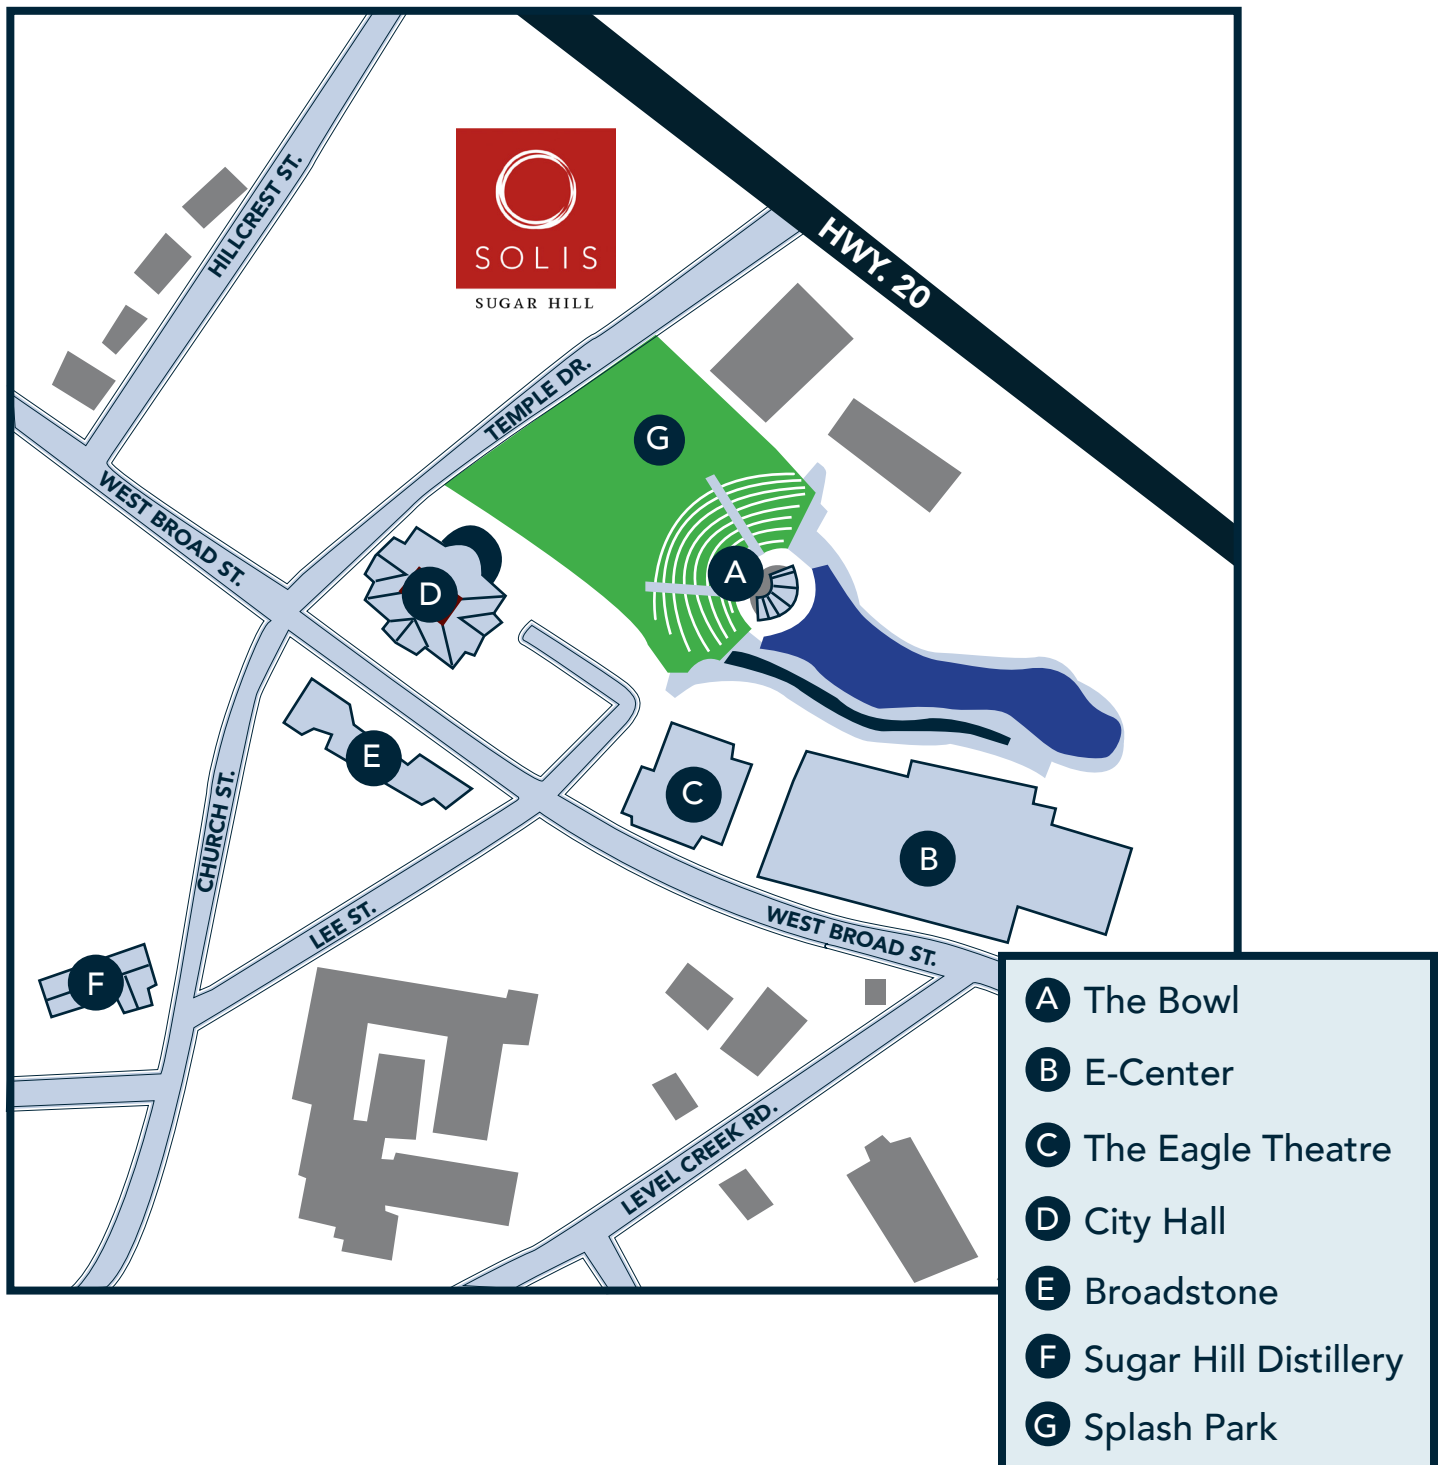 HILLCREST ST.
SOLIS
SUGAR HILL
HWY. 20
TEMPLE DR.
G
WEST BROAD ST.
A
D
E
C
CHURCH ST.
B
LEE ST.
WEST BROAD ST.
F
LEVEL CREEK RD.
A The Bowl
B E-Center
C The Eagle Theatre
D City Hall
E Broadstone
F Sugar Hill Distillery
G Splash Park